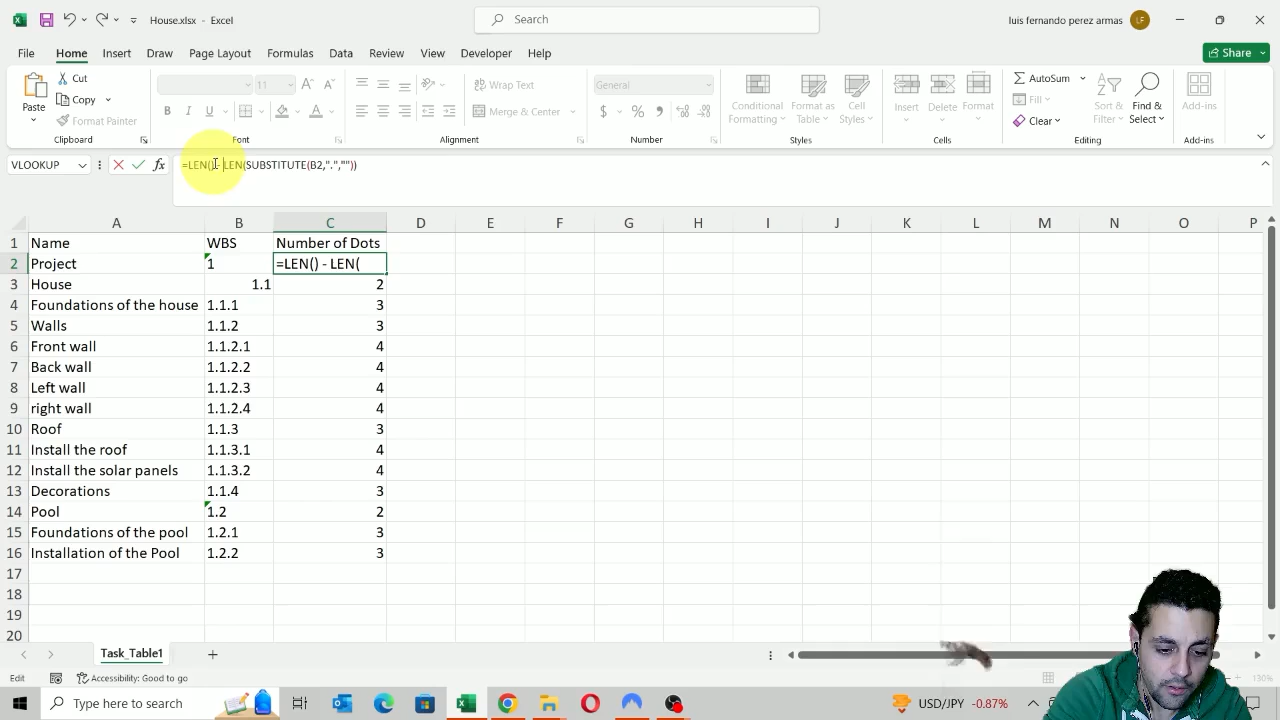 House.xlsx - Excel
Search
luis fernando perez armas
LF
File Home Insert Draw Page Layout Formulas Data Review View Developer Help
Share
Paste
Cut
Copy
Format Painter
Clipboard
11
B I U
Font
Wrap Text
Merge & Center
Alignment
General
$ % 9
Number
Conditional Formatting
Format as Table
Cell Styles
Styles
Insert
Delete
Format
Cells
AutoSum
Fill
Clear
Sort & Filter
Find & Select
Editing
Add-ins
Add-ins
VLOOKUP
fx
=LEN() - LEN(SUBSTITUTE(B2,".",""))
A B C D E F G H I J K L M N O P
1 Name WBS Number of Dots
2 Project 1 =LEN() - LEN(
3 House 1.1 2
4 Foundations of the house 1.1.1 3
5 Walls 1.1.2 3
6 Front wall 1.1.2.1 4
7 Back wall 1.1.2.2 4
8 Left wall 1.1.2.3 4
9 right wall 1.1.2.4 4
10 Roof 1.1.3 3
11 Install the roof 1.1.3.1 4
12 Install the solar panels 1.1.3.2 4
13 Decorations 1.1.4 3
14 Pool 1.2 2
15 Foundations of the pool 1.2.1 3
16 Installation of the Pool 1.2.2 3
17
18
19
20
Task_Table1
Edit
Accessibility: Good to go
130%
Type here to search
USD/JPY -0.87%